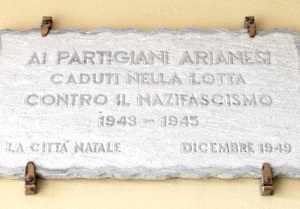 AI PARTIGIANI ARIANESI
CADUTI NELLA LOTTA
CONTRO IL NAZIFASCISMO
1943 - 1945
LA CITTÀ NATALE DICEMBRE 1949